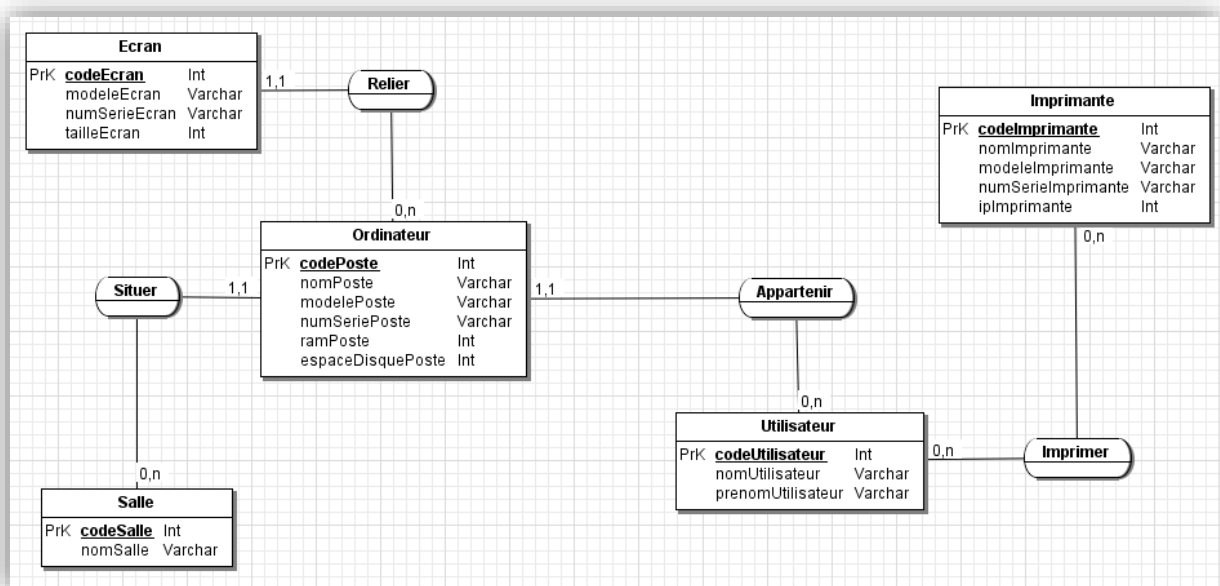 Ecran
PrK codeEcran Int
modeleEcran Varchar
numSerieEcran Varchar
tailleEcran Int
1,1
Relier
0,n
Imprimante
PrK codeImprimante Int
nomImprimante Varchar
modeleImprimante Varchar
numSerieImprimante Varchar
ipImprimante Int
0,n
Ordinateur
PrK codePoste Int
nomPoste Varchar
modelePoste Varchar
numSeriePoste Varchar
ramPoste Int
espaceDisquePoste Int
Situer
1,1
1,1
Appartenir
0,n
0,n
Utilisateur
PrK codeUtilisateur Int
nomUtilisateur Varchar
prenomUtilisateur Varchar
0,n
Imprimer
Salle
PrK codeSalle Int
nomSalle Varchar